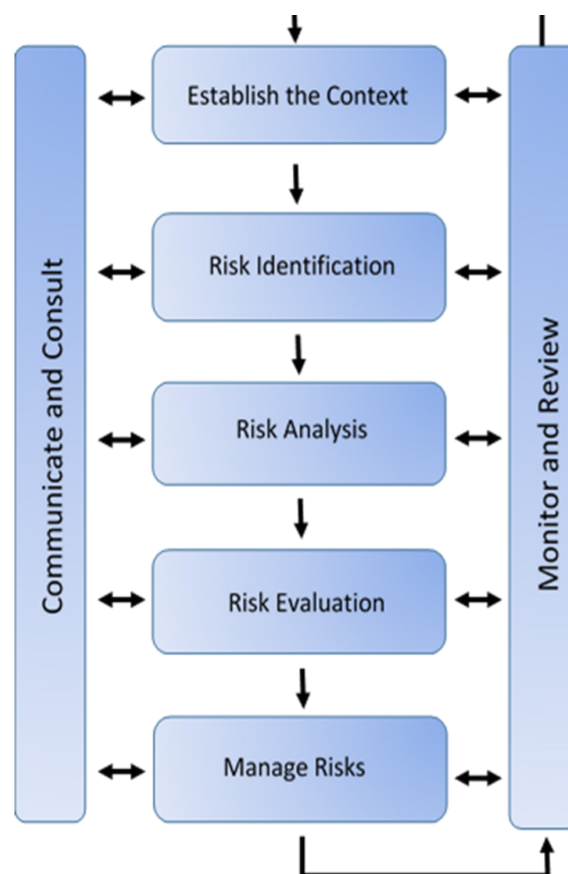 Communicate and Consult
Establish the Context
Risk Identification
Risk Analysis
Risk Evaluation
Manage Risks
Monitor and Review